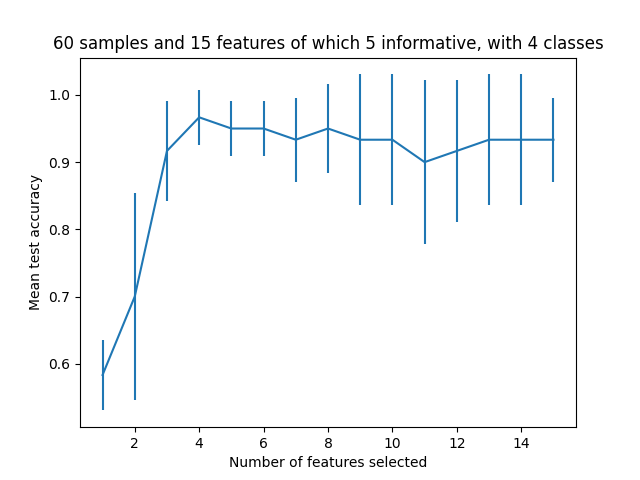 60 samples and 15 features of which 5 informative, with 4 classes
1.0
0.9
0.8
0.7
0.6
Mean test accuracy
2 4 6 8 10 12 14
Number of features selected